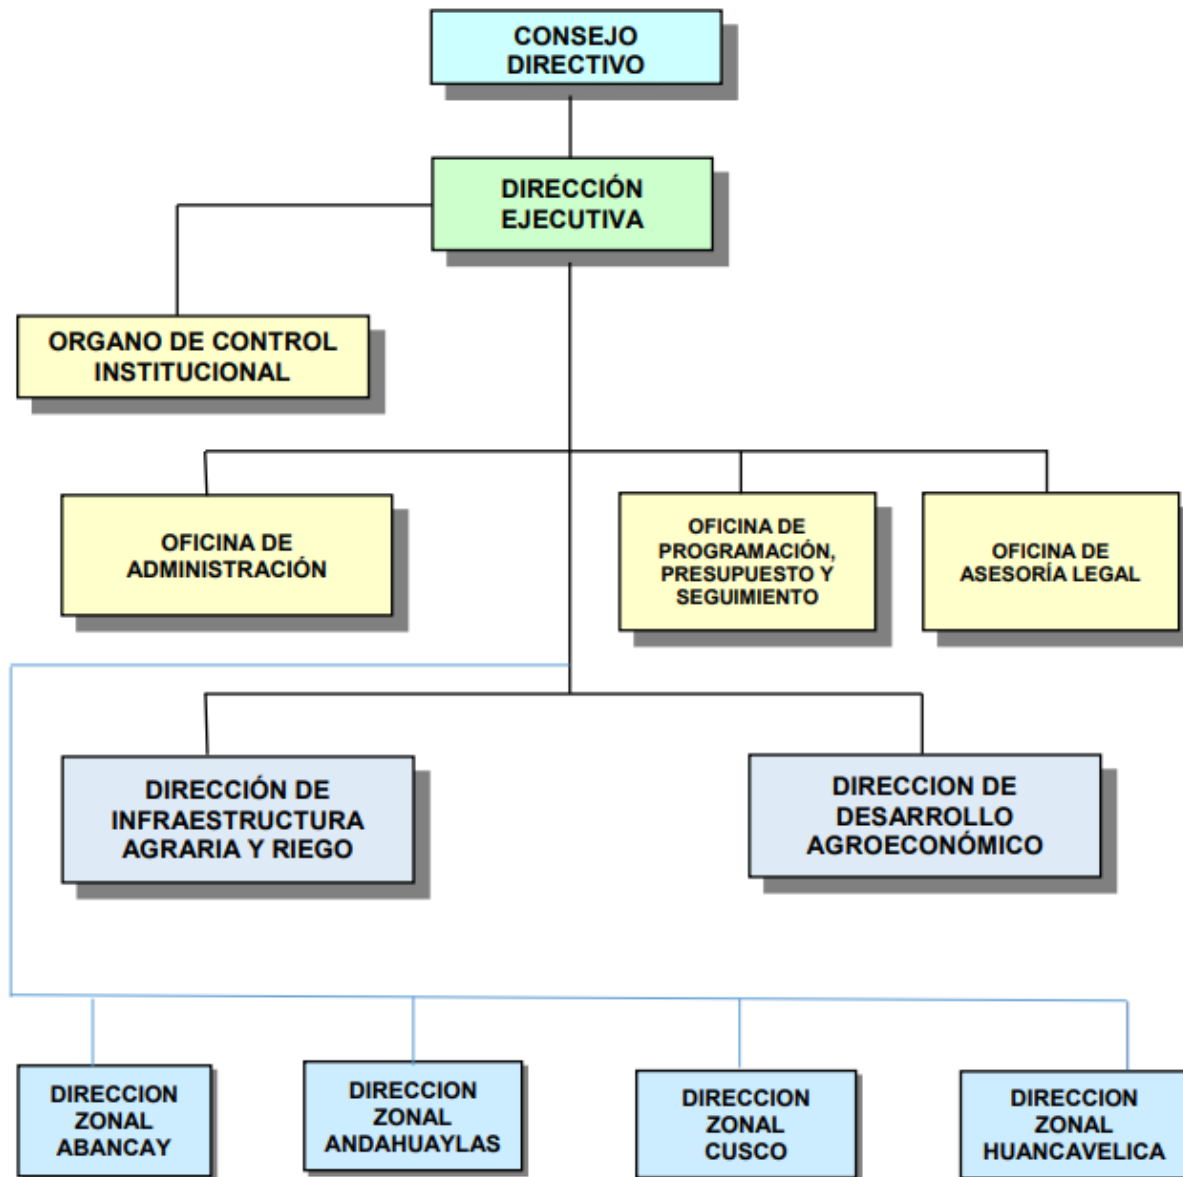 CONSEJO
DIRECTIVO
DIRECCIÓN
EJECUTIVA
ORGANO DE CONTROL
INSTITUCIONAL
OFICINA DE
ADMINISTRACIÓN
OFICINA DE
PROGRAMACIÓN,
PRESUPUESTO Y
SEGUIMIENTO
OFICINA DE
ASESORÍA LEGAL
DIRECCIÓN DE
INFRAESTRUCTURA
AGRARIA Y RIEGO
DIRECCION DE
DESARROLLO
AGROECONÓMICO
DIRECCION
ZONAL
ABANCAY
DIRECCION
ZONAL
ANDAHUAYLAS
DIRECCION
ZONAL
CUSCO
DIRECCION
ZONAL
HUANCAVELICA